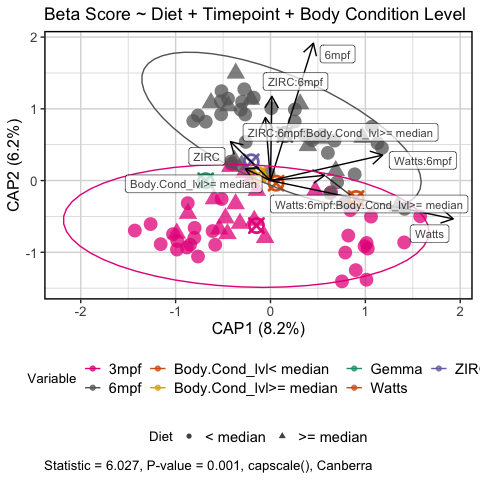 Beta Score ~ Diet + Timepoint + Body Condition Level
CAP2 (6.2%)
2
1
0
-1
6mpf
ZIRC:6mpf
ZIRC:6mpf:Body.Cond_lvl>= median
ZIRC
Watts:6mpf
Body.Cond_lvl>= median
Watts:6mpf:Body.Cond_lvl>= median
Watts
-2 -1 0 1 2
CAP1 (8.2%)
Variable
3mpf Body.Cond_lvl< median Gemma
6mpf Body.Cond_lvl>= median Watts
Diet < median >= median
Statistic = 6.027, P-value = 0.001, capscale(), Canberra